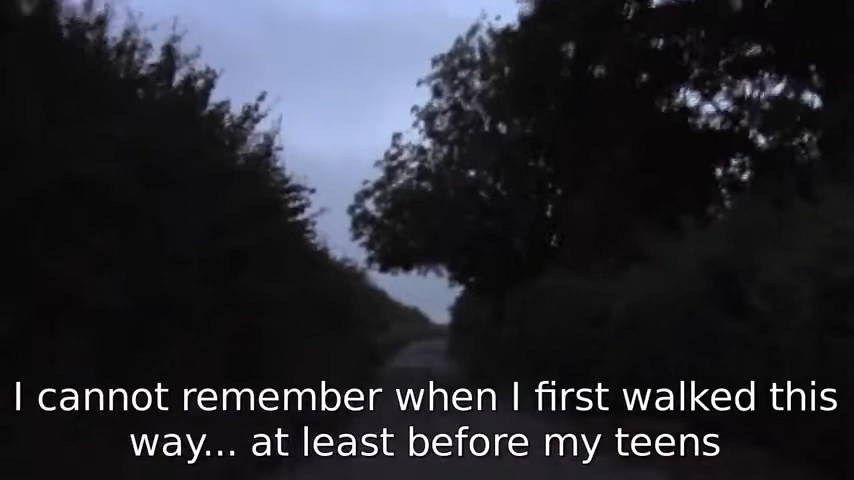 I cannot remember when I first walked this
way... at least before my teens